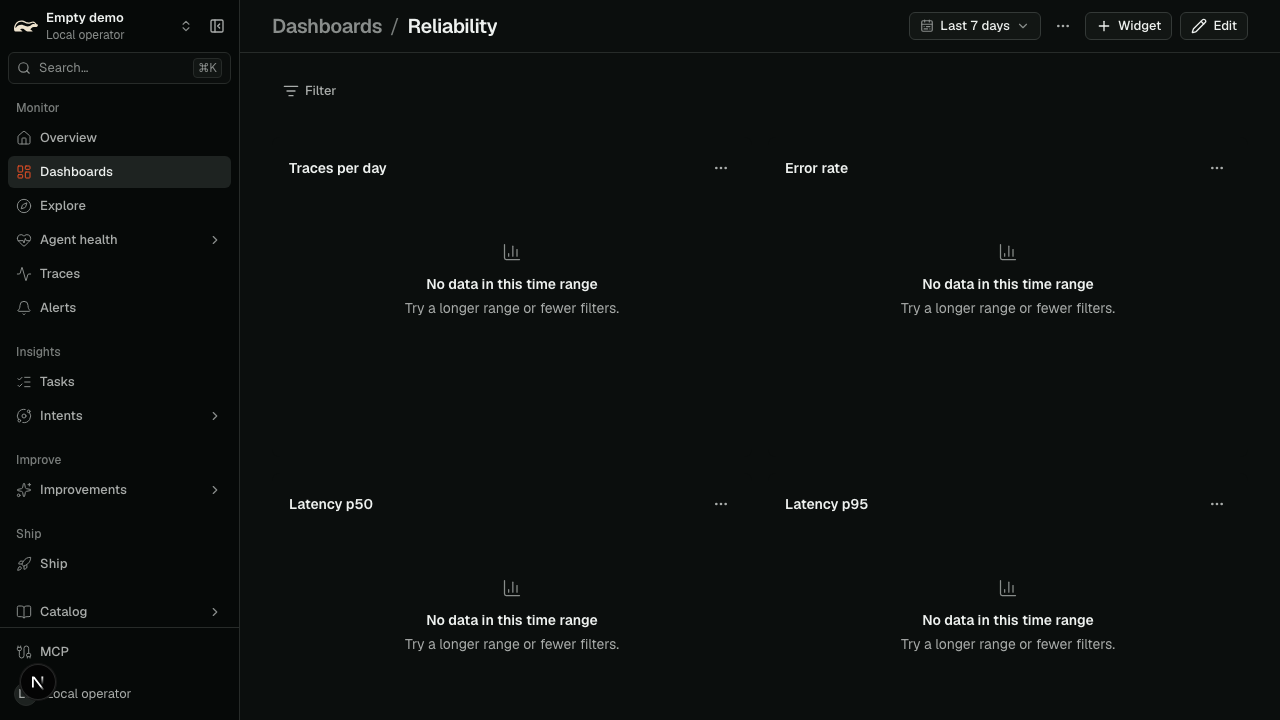 Empty demo
Local operator
Search…
⌘K
Monitor
Overview
Dashboards
Explore
Agent health
Traces
Alerts
Insights
Tasks
Intents
Improve
Improvements
Ship
Ship
Catalog
MCP
N
Local operator
Dashboards / Reliability
Last 7 days
Widget
Edit
Filter
Traces per day
No data in this time range
Try a longer range or fewer filters.
Error rate
No data in this time range
Try a longer range or fewer filters.
Latency p50
No data in this time range
Try a longer range or fewer filters.
Latency p95
No data in this time range
Try a longer range or fewer filters.